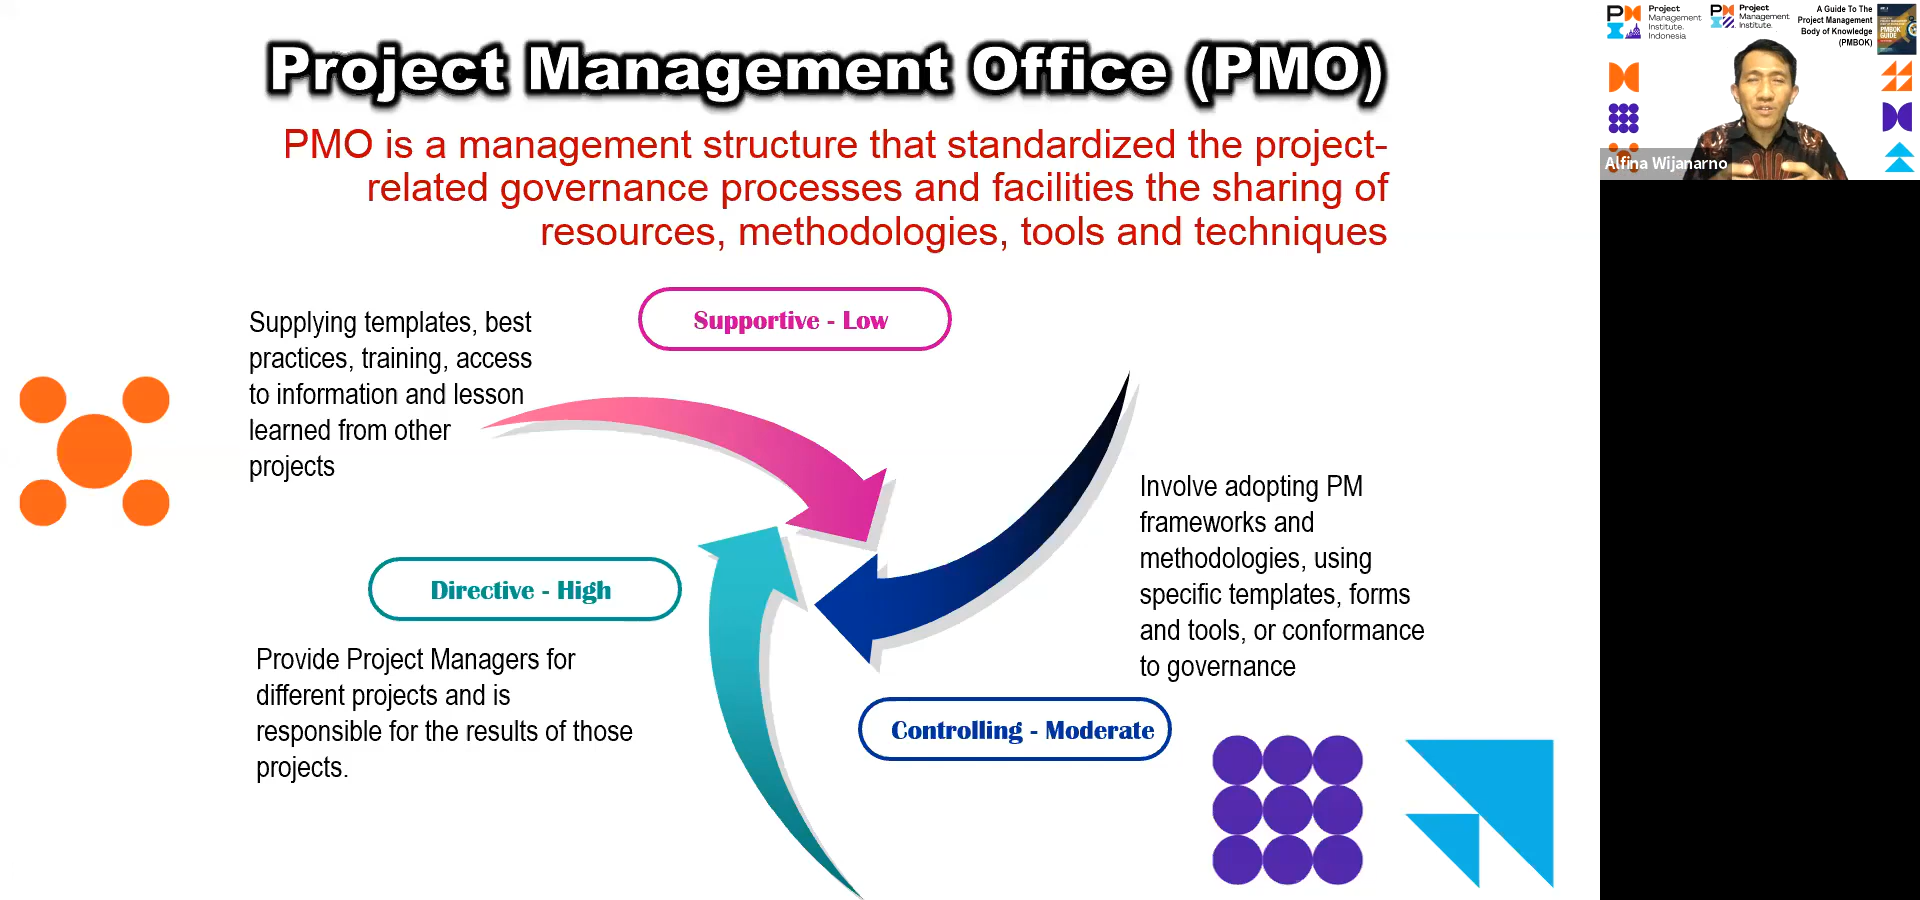 Project Management Office (PMO)
PMO is a management structure that standardized the project-
related governance processes and facilities the sharing of
resources, methodologies, tools and techniques
Supportive - Low
Supplying templates, best
practices, training, access
to information and lesson
learned from other
projects
Involve adopting PM
frameworks and
methodologies, using
specific templates, forms
and tools, or conformance
to governance
Controlling - Moderate
Directive - High
Provide Project Managers for
different projects and is
responsible for the results of those
projects.
Project
Management
Institute.
Indonesia
Project
Management
Institute.
A Guide To The
Project Management
Body of Knowledge
(PMBOK)
PMBOK
GUIDE
Alfina Wijanarno